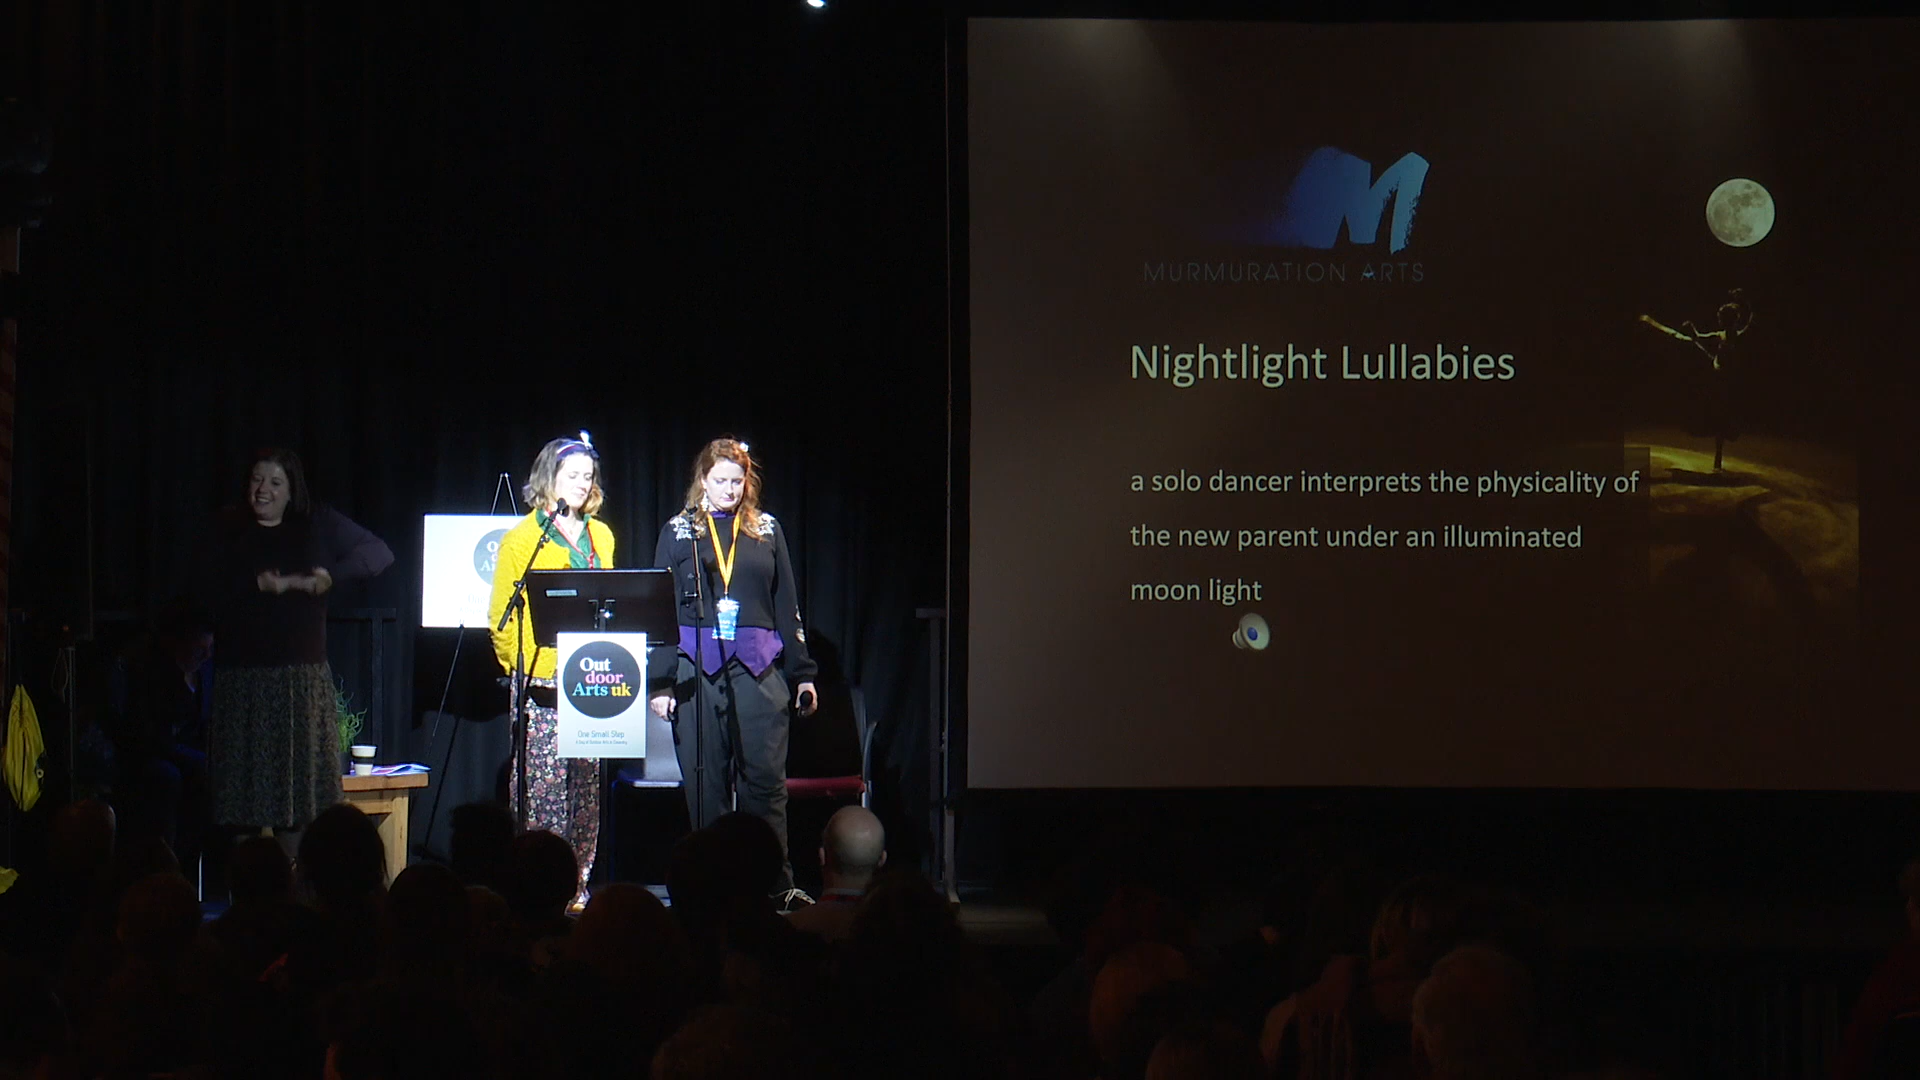 MURMURATION ARTS
Nightlight Lullabies
a solo dancer interprets the physicality of
the new parent under an illuminated
moon light
Out
door
Arts uk
One Small Step